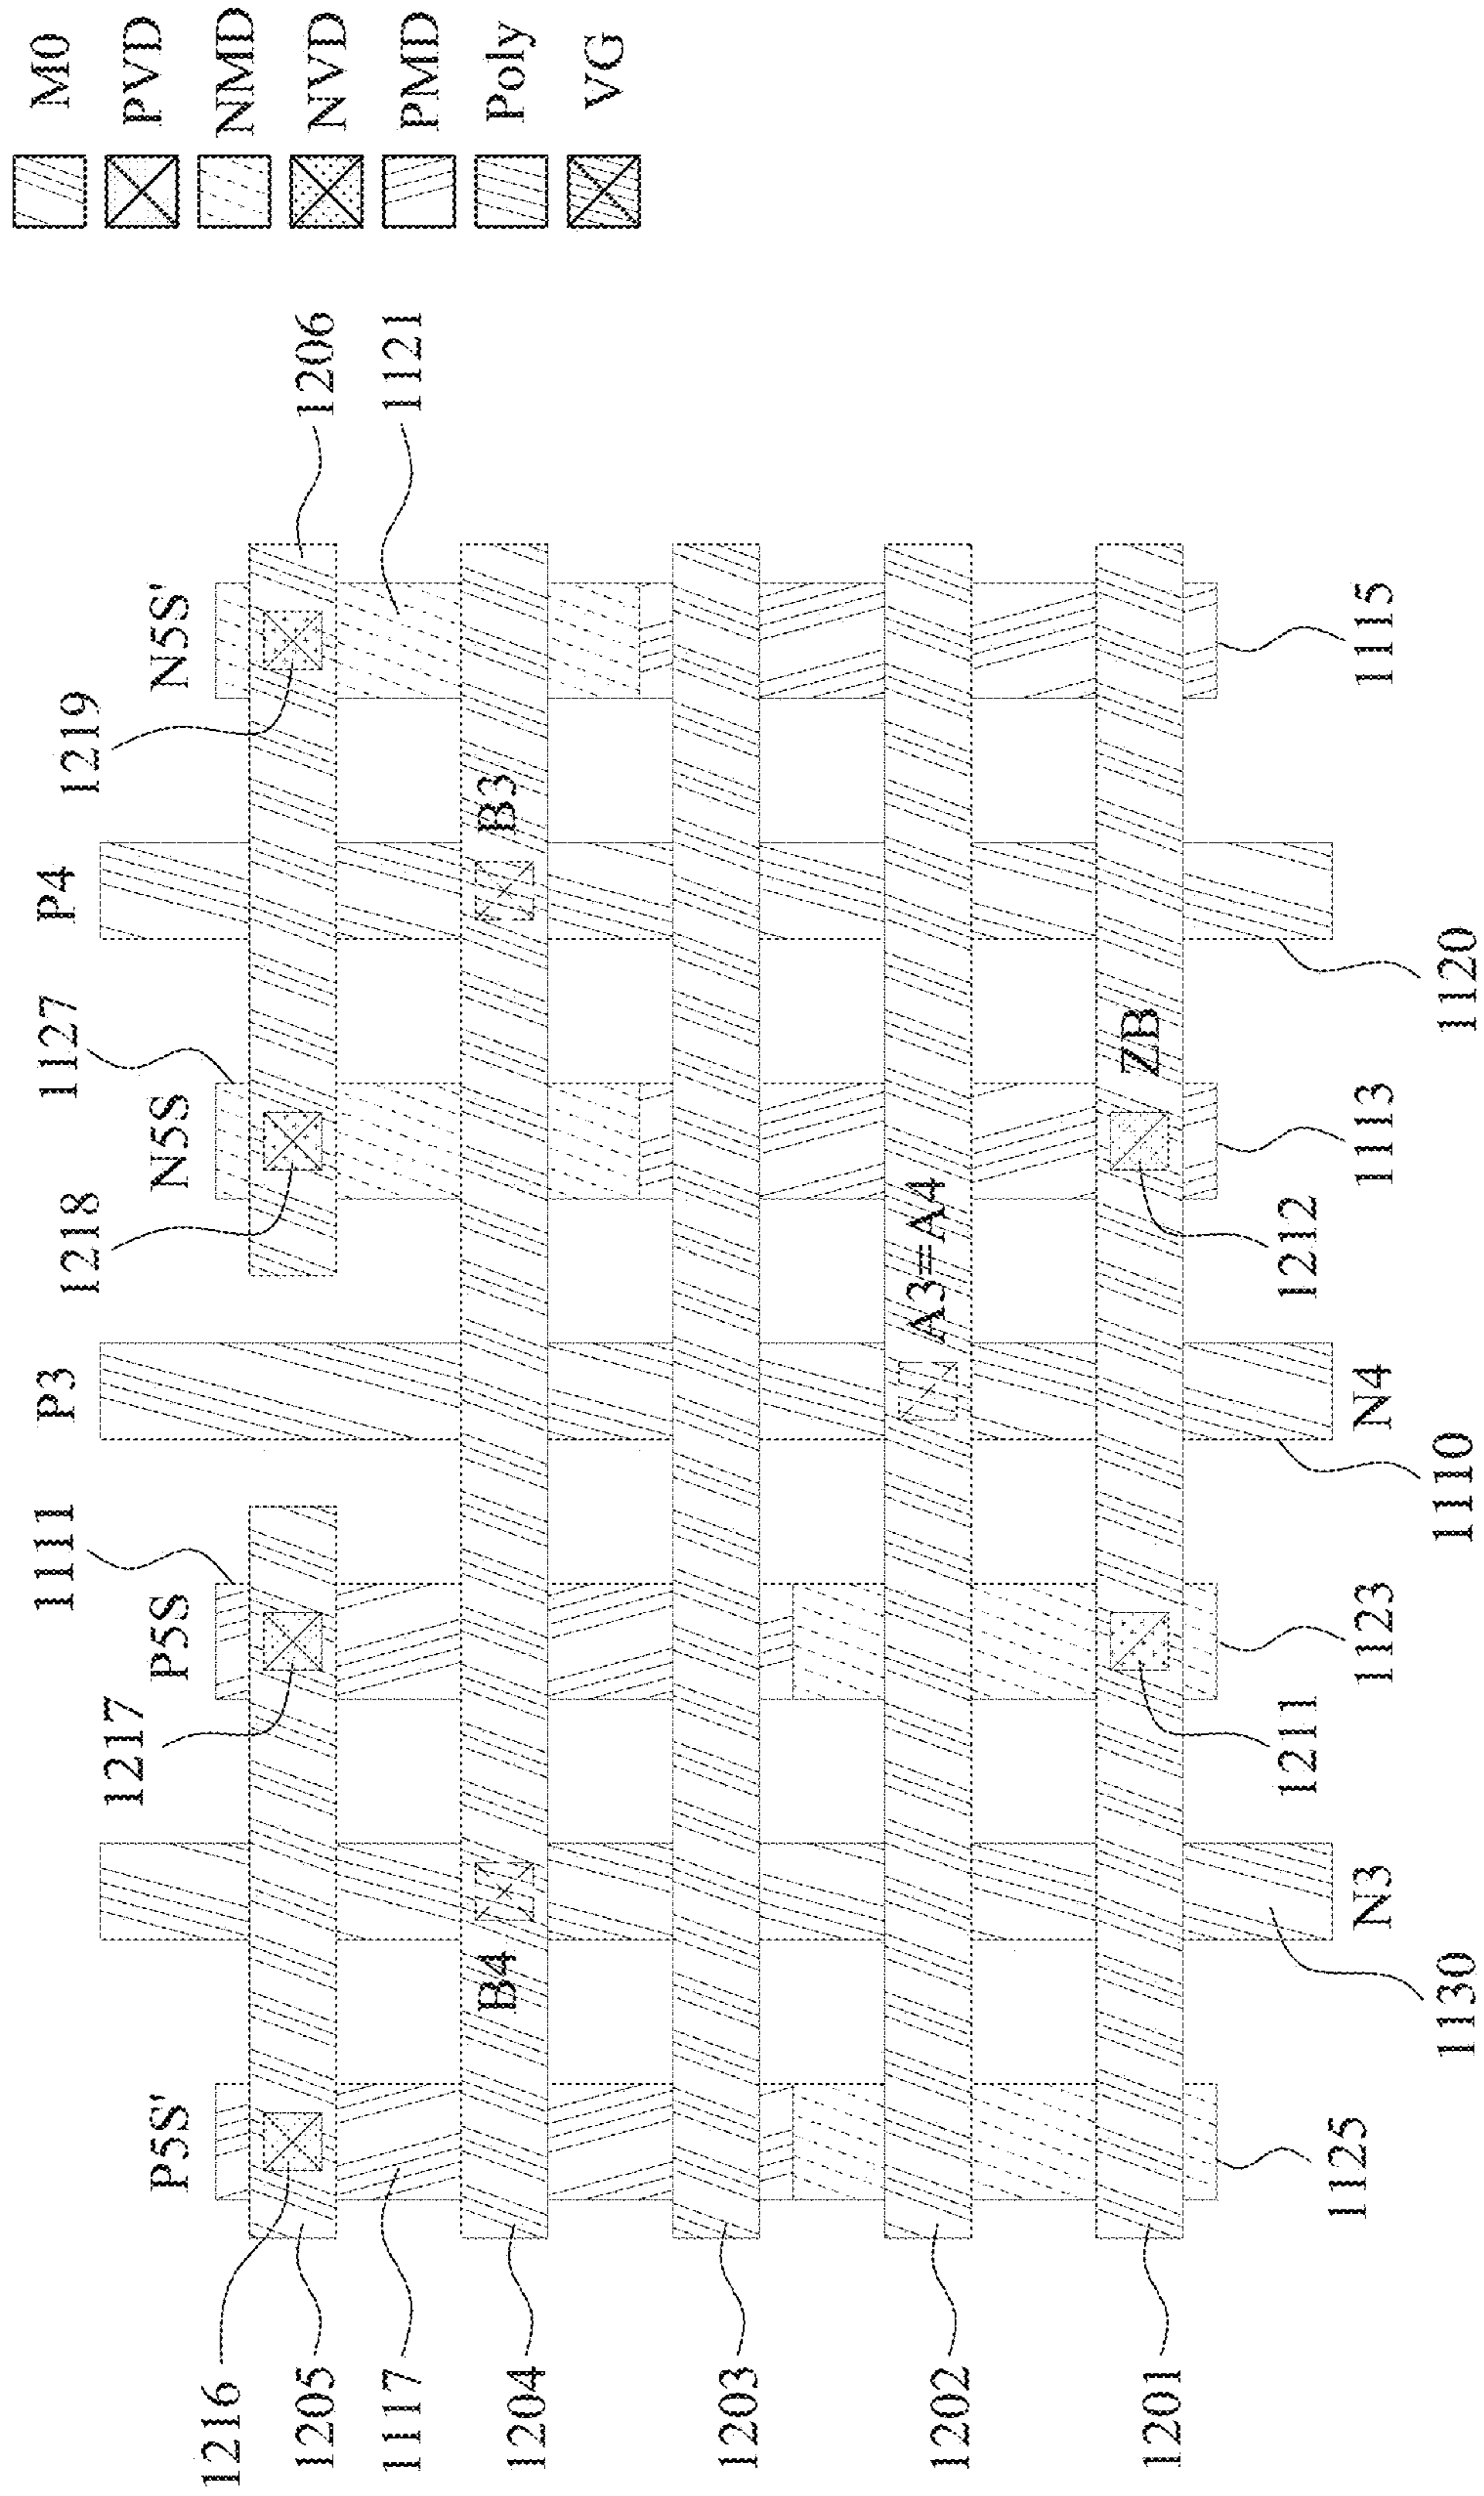 M0
PVD
NMD
NVD
PMD
Poly
VG
1216
1205
1117
1204
1203
1202
1201
P5S'
B4
1125
1130
N3
1217
1111
P5S
1211
1123
P3
A3=A4
N4
1110
1218
1127
N5S
ZB
1212
1113
P4
B3
1120
1219
N5S'
1206
1121
1115